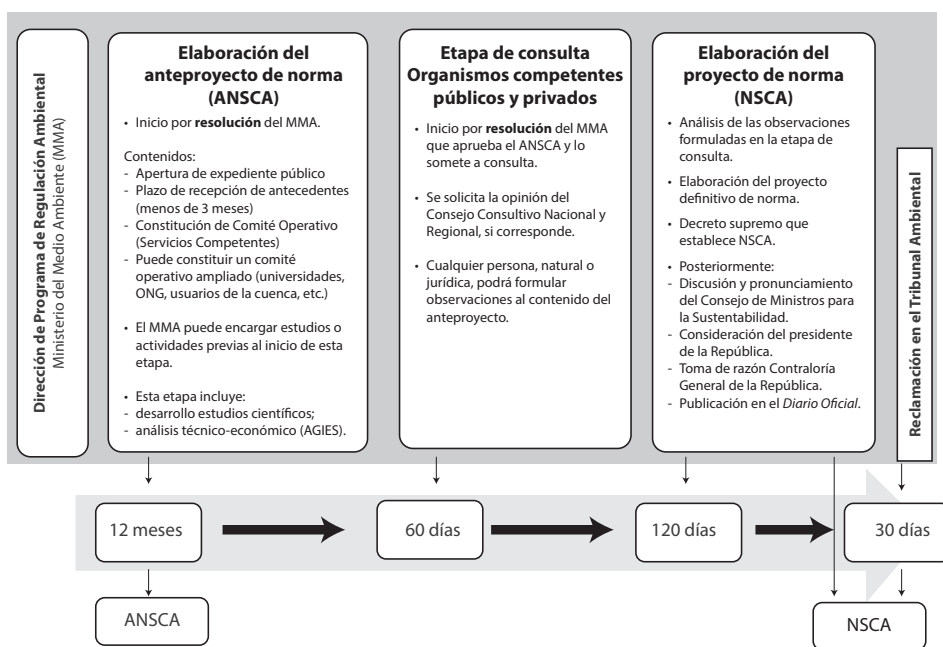 Dirección de Programa de Regulación Ambiental
Ministerio del Medio Ambiente (MMA)
Elaboración del
anteproyecto de norma
(ANSCA)
• Inicio por resolución del MMA.
Contenidos:
- Apertura de expediente público
- Plazo de recepción de antecedentes
(menos de 3 meses)
- Constitución de Comité Operativo
(Servicios Competentes)
- Puede constituir un comité
operativo ampliado (universidades,
ONG, usuarios de la cuenca, etc.)
• El MMA puede encargar estudios o
actividades previas al inicio de esta
etapa.
• Esta etapa incluye:
- desarrollo estudios científicos;
- análisis técnico-económico (AGIES).
Etapa de consulta
Organismos competentes
públicos y privados
• Inicio por resolución del MMA
que aprueba el ANSCA y lo
somete a consulta.
• Se solicita la opinión del
Consejo Consultivo Nacional y
Regional, si corresponde.
• Cualquier persona, natural o
jurídica, podrá formular
observaciones al contenido del
anteproyecto.
Elaboración del
proyecto de norma
(NSCA)
• Análisis de las observaciones
formuladas en la etapa de
consulta.
• Elaboración del proyecto
definitivo de norma.
• Decreto supremo que
establece NSCA.
• Posteriormente:
- Discusión y pronunciamiento
del Consejo de Ministros para
la Sustentabilidad.
- Consideración del presidente
de la República.
- Toma de razón Contraloría
General de la República.
- Publicación en el Diario Oficial.
Reclamación en el Tribunal Ambiental
12 meses
60 días
120 días
30 días
ANSCA
NSCA